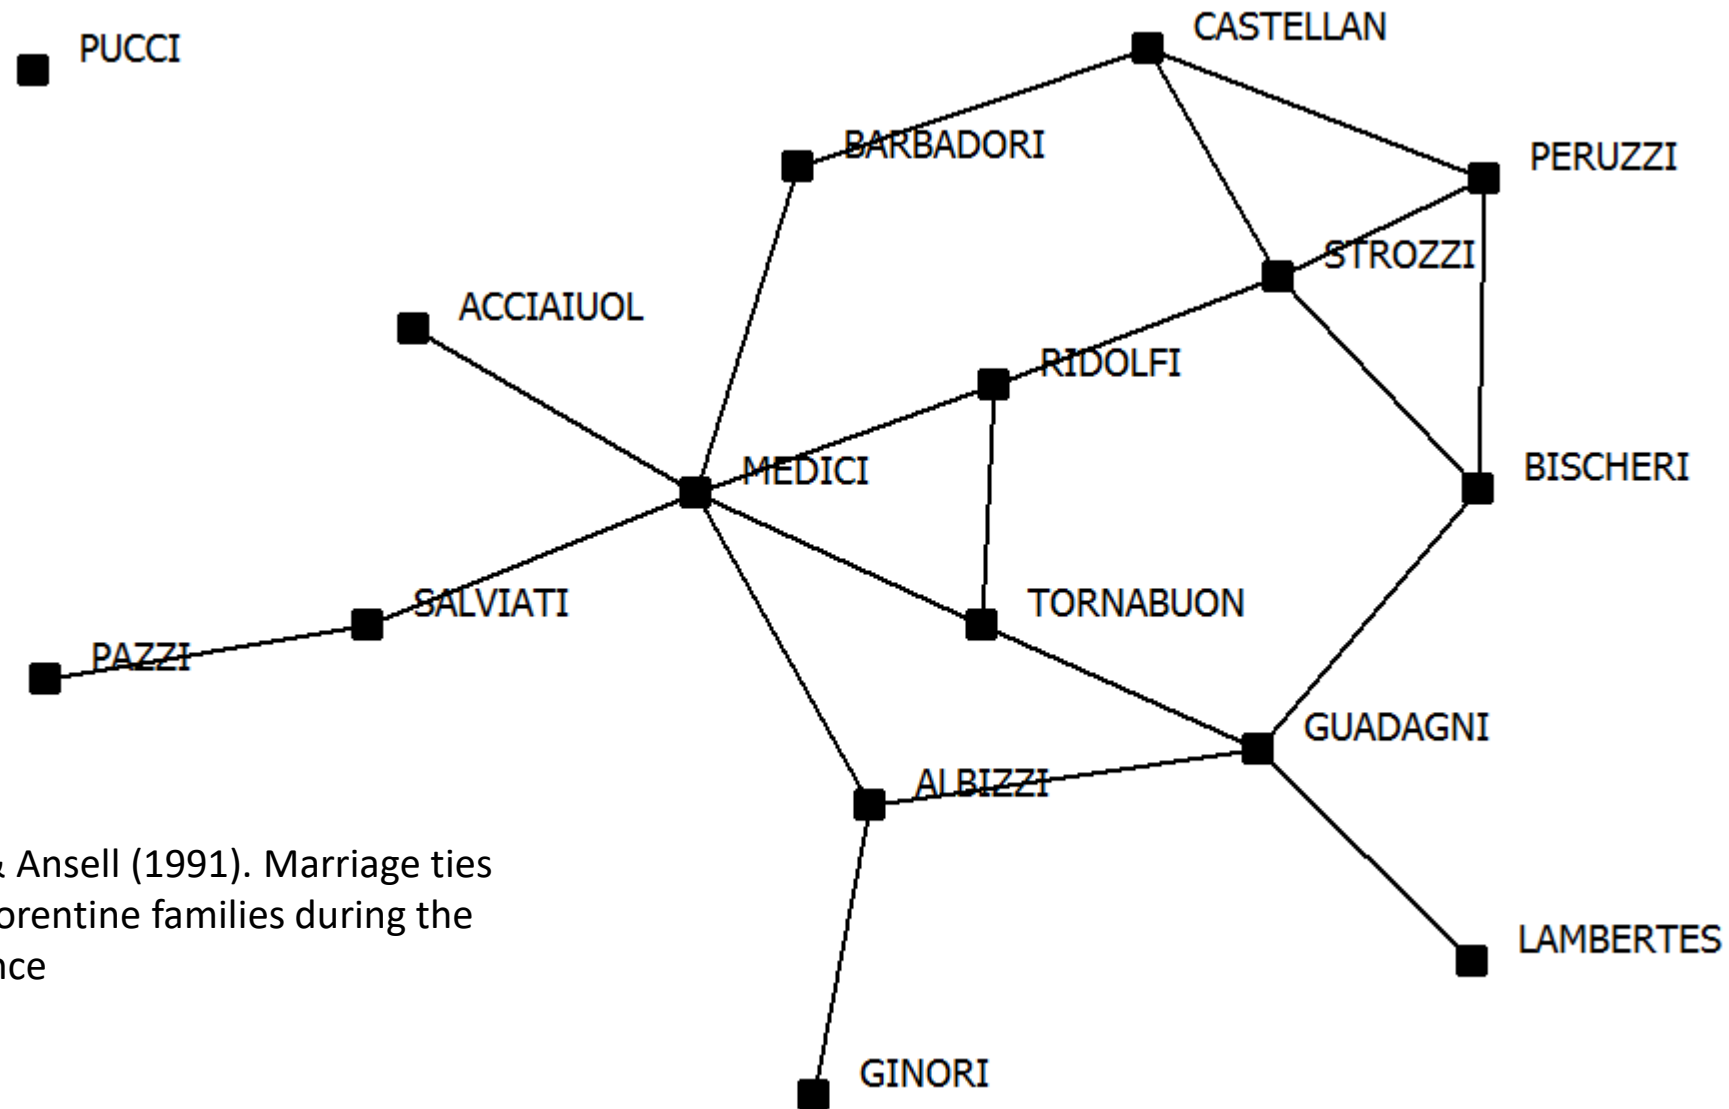 CASTELLAN
PUCCI
BARBADORI
PERUZZI
STROZZI
ACCIAIUOL
RIDOLFI
MEDICI
BISCHERI
SALVIATI
TORNABUON
PAZZI
GUADAGNI
ALBIZZI
& Ansell (1991). Marriage ties
orentine families during the
nce
LAMBERTES
GINORI